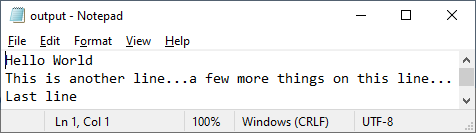 output - Notepad
File Edit Format View Help
Hello World
This is another line...a few more things on this line...
Last line
Ln 1, Col 1 100% Windows (CRLF) UTF-8